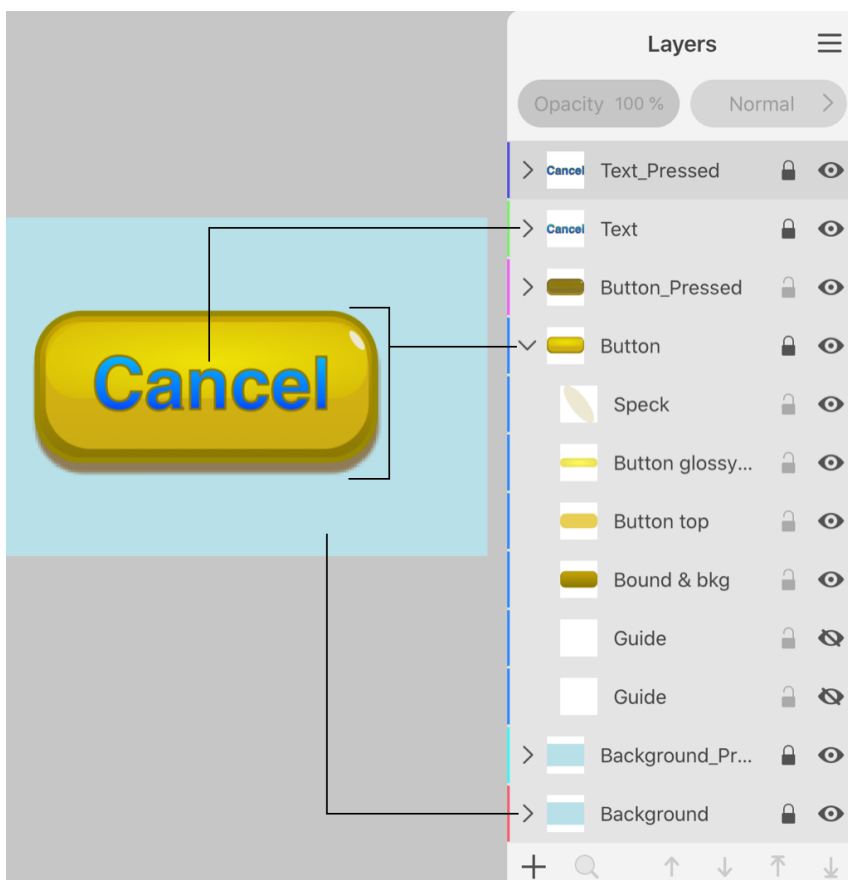 Layers
Opacity 100 %
Normal
Cancel Text_Pressed
Cancel Text
Button_Pressed
Button
Cancel
Speck
Button glossy...
Button top
Bound & bkg
Guide
Guide
Background_Pr...
Background